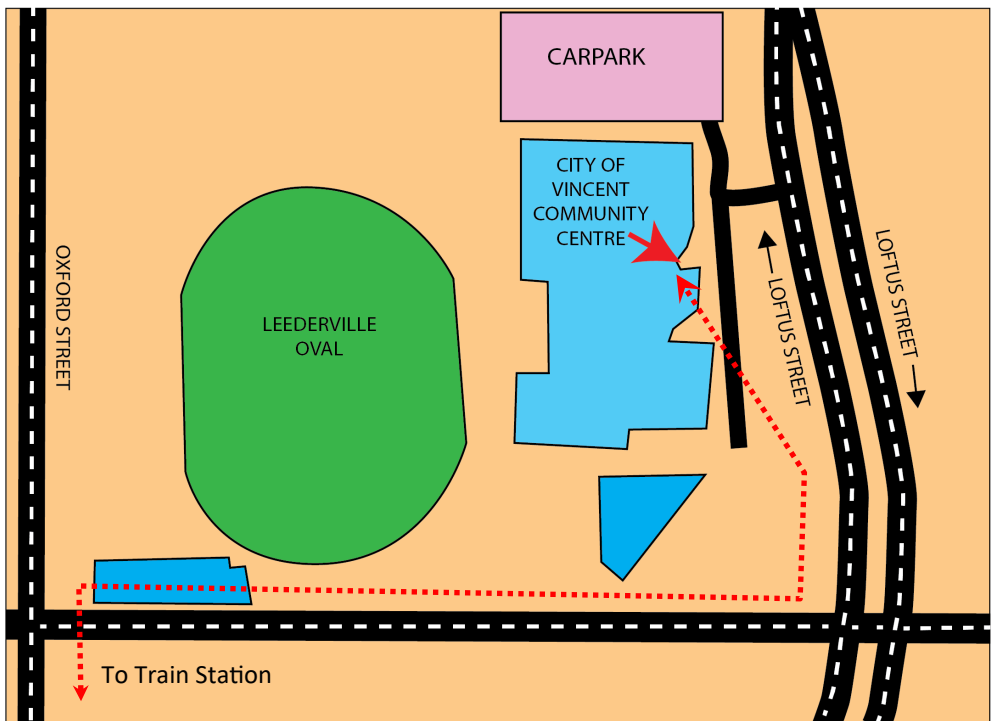 CARPARK
CITY OF
VINCENT
COMMUNITY
CENTRE
OXFORD STREET
LEEDERVILLE
OVAL
LOFTUS STREET
LOFTUS STREET
To Train Station